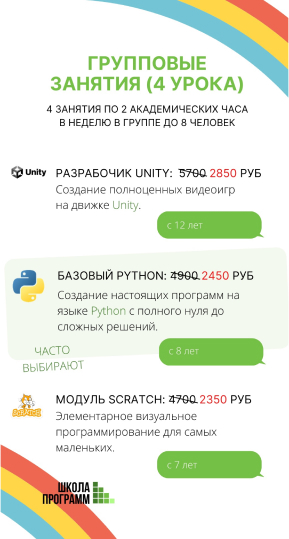 ГРУППОВЫЕ
ЗАНЯТИЯ (4 УРОКА)
4 ЗАНЯТИЯ ПО 2 АКАДЕМИЧЕСКИХ ЧАСА
В НЕДЕЛЮ В ГРУППЕ ДО 8 ЧЕЛОВЕК
Unity
РАЗРАБОЧИК UNITY: 5700 2850 РУБ
Создание полноценных видеоигр
на движке Unity.
с 12 лет
БАЗОВЫЙ PYTHON: 4900 2450 РУБ
Создание настоящих программ на
языке Python с полного нуля до
сложных решений.
с 8 лет
ЧАСТО
ВЫБИРАЮТ
МОДУЛЬ SCRATCH: 4700 2350 РУБ
Элементарное визуальное
программирование для самых
маленьких.
с 7 лет
ШКОЛА
ПРОГРАММ